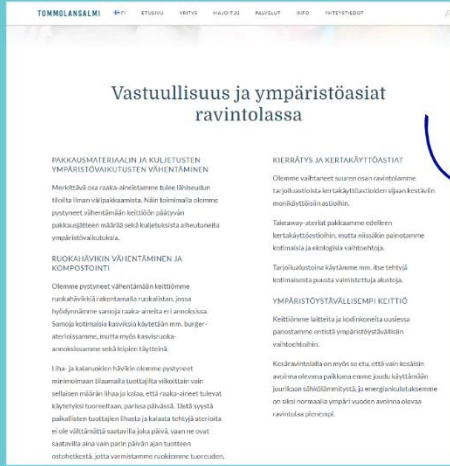 TOMMOLANSALMI FI ETUSIVU YRITYS MAJOITUS PALVELUT INFO YHTEYSTIEDOT
Vastuullisuus ja ympäristöasiat
ravintolassa
PAKKAUSMATERIAALIN JA KULJETUSTEN
YMPÄRISTÖVAIKUTUSTEN VÄHENTÄMINEN
Merkittävä osa raaka-aineistamme tulee lähiseudun
tiloilta ilman välipakkaamista. Näin toimimalla olemme
pystyneet vähentämään keittiöön päätyvän
pakkausjätteen määrää sekä kuljetuksista aiheutuneita
ympäristövaikutuksia.
RUOKAHÄVIKIN VÄHENTÄMINEN JA
KOMPOSTOINTI
Olemme pystyneet vähentämään keittiömme
ruokahävikkiä rakentamalla ruokalistan, jossa
hyödynnämme samoja raaka-aineita eri annoksissa.
Samoja kotimaisia kasviksia käytetään mm. burger-
aterioissamme, mutta myös kasvisruoka-
annoksissamme sekä leipien täytteinä.
Liha- ja kalaruokien hävikin olemme pystyneet
minimoimaan tilaamalla tuottajilta viikoittain vain
sellaisen määrän lihaa ja kalaa, että raaka-aineet tulevat
käytetyksi tuoreeltaan, parissa päivässä. Tästä syystä
paikallisten tuottajien lihasta ja kalasta tehtyjä aterioita
ei ole välttämättä saatavilla joka päivä, vaan ne ovat
saatavilla aina vain parin päivän ajan tuotteen
ostohetkestä, jotta varmistamme ruokiemme tuoreuden.
KIERRÄTYS JA KERTAKÄYTTÖASTIAT
Olemme vaihtaneet suuren osan ravintolamme
tarjoiluastioista kertakäyttöastioiden sijaan kestäviin
monikäyttöisiin astioihin.
Takeaway-ateriat pakkaamme edelleen
kertakäyttöastioihin, mutta niissäkin painotamme
kotimaisia ja ekologisia vaihtoehtoja.
Tarjoilualustoina käytämme mm. itse tehtyjä
kotimaisesta puusta valmistettuja alustoja.
YMPÄRISTÖYSTÄVÄLLISEMPI KEITTIÖ
Keittiömme laitteita ja kodinkoneita uusiessa
panostamme entistä ympäristöystävällisiin
vaihtoehtoihin.
Kesäravintolalla on myös se etu, että vain kesäisin
avoinna olevana paikkana emme joudu käyttämään
juurikaan sähkölämmitystä, ja energiankulutuksemme
on siksi normaalia ympäri vuoden avoinna olevaa
ravintolaa pienempi.